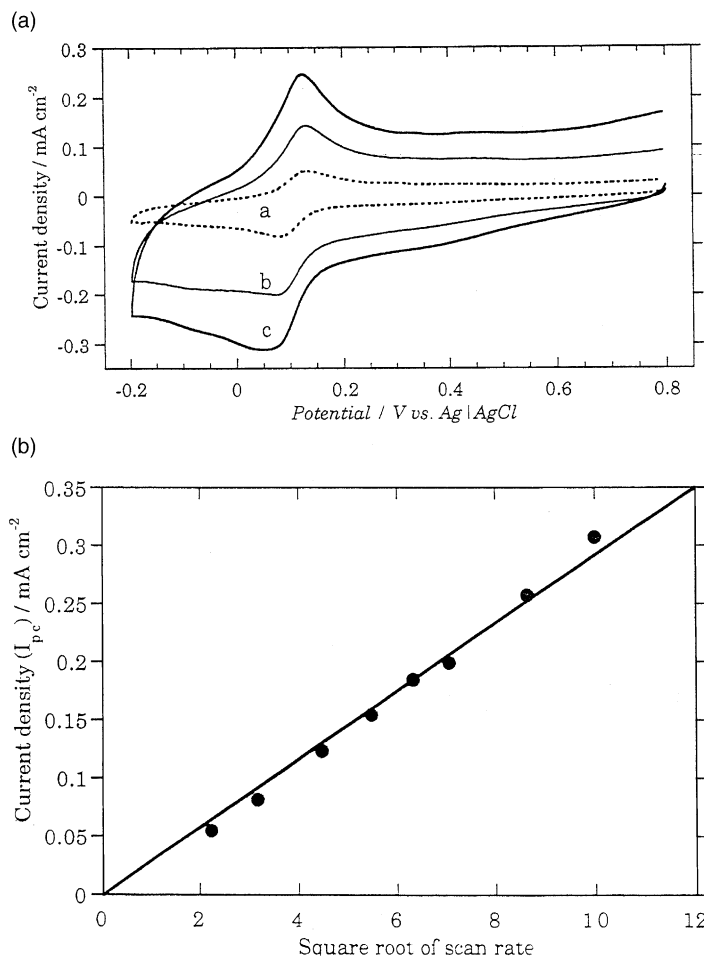 (a)
0.3
0.2
0.1
0
-0.1
-0.2
-0.3
Current density / mA cm-2
a
b
c
-0.2 0 0.2 0.4 0.6 0.8
Potential / V vs. Ag|AgCl
(b)
0.35
0.3
0.25
0.2
0.15
0.1
0.05
0
Current density (Ipc) / mA cm-2
0 2 4 6 8 10 12
Square root of scan rate